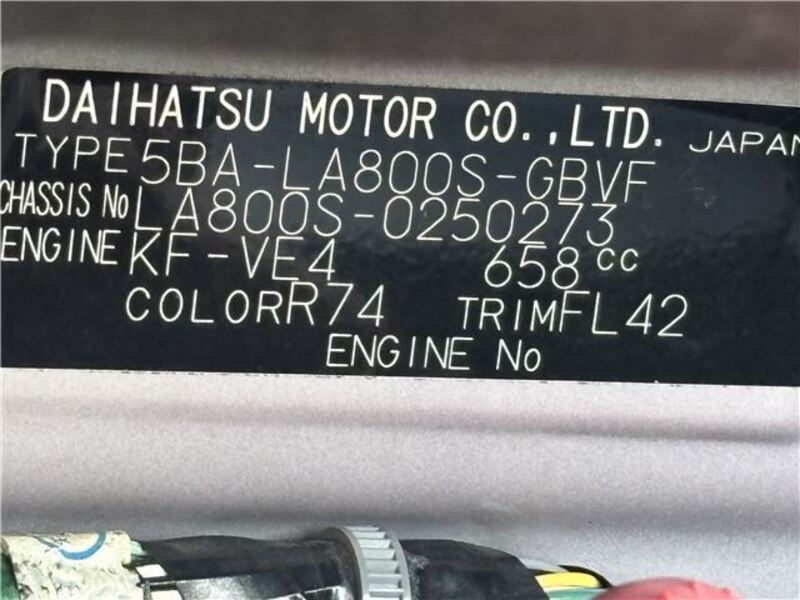 DAIHATSU MOTOR CO.,LTD. JAPAN
TYPE 5BA-LA800S-GBVF
CHASSIS No LA800S-0250273
ENGINE KF-VE4 658cc
COLOR R74 TRIM FL42
ENGINE No